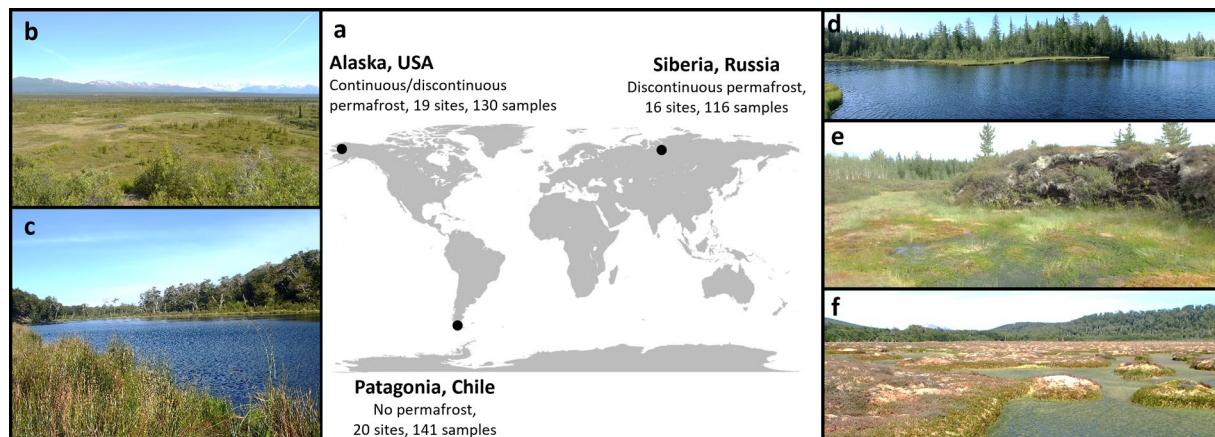 b
a
Alaska, USA
Continuous/discontinuous
permafrost, 19 sites, 130 samples
Siberia, Russia
Discontinuous permafrost,
16 sites, 116 samples
Patagonia, Chile
No permafrost,
20 sites, 141 samples
c
d
e
f